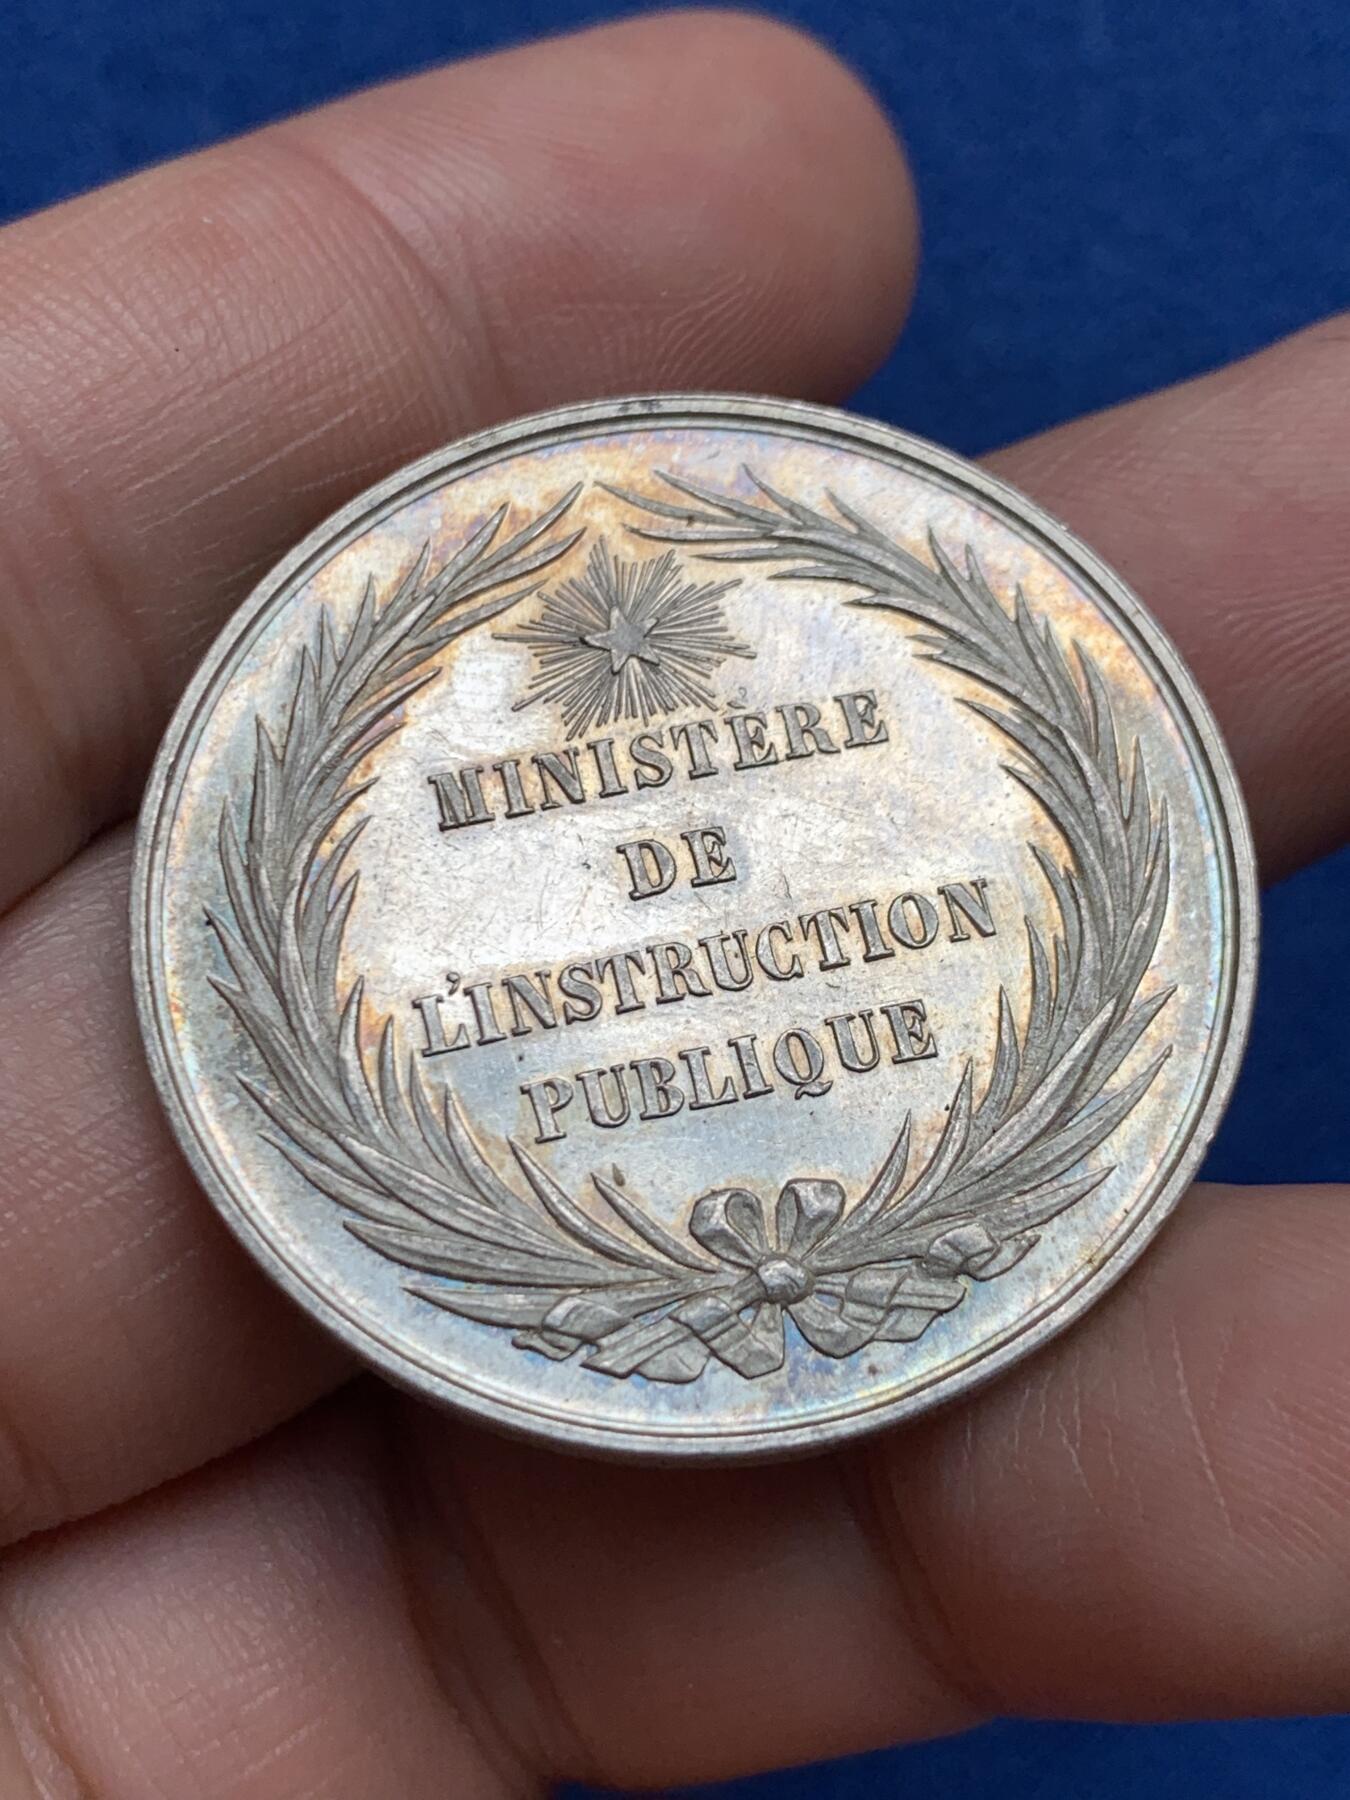 MINISTÈRE
DE
L'INSTRUCTION
PUBLIQUE